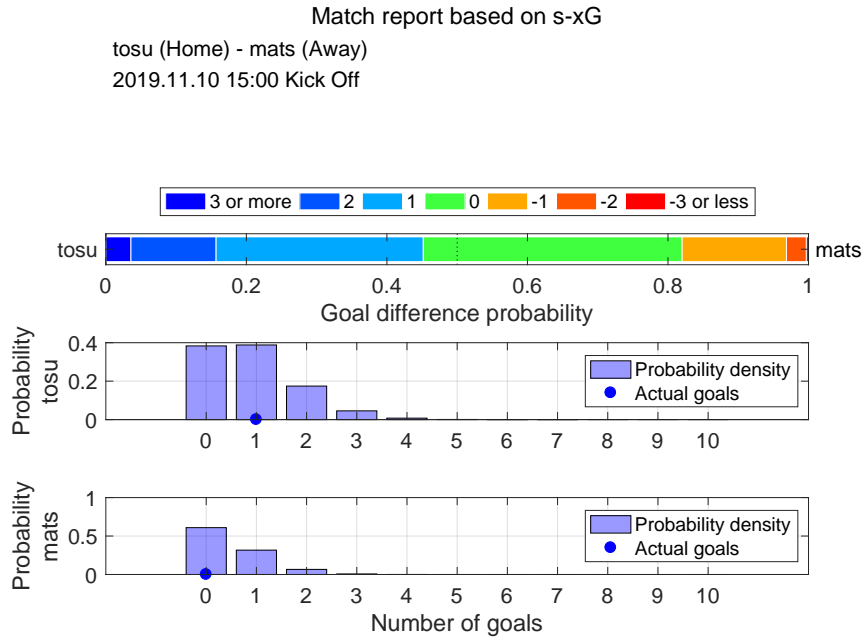 Match report based on s-xG
tosu (Home) - mats (Away)
2019.11.10 15:00 Kick Off
3 or more 2 1 0 -1 -2 -3 or less
tosu mats
0 0.2 0.4 0.6 0.8 1
Goal difference probability
Probability
tosu
0.4
0.2
0
Probability density
Actual goals
0 1 2 3 4 5 6 7 8 9 10
Probability
mats
1
0.5
0
Probability density
Actual goals
0 1 2 3 4 5 6 7 8 9 10
Number of goals